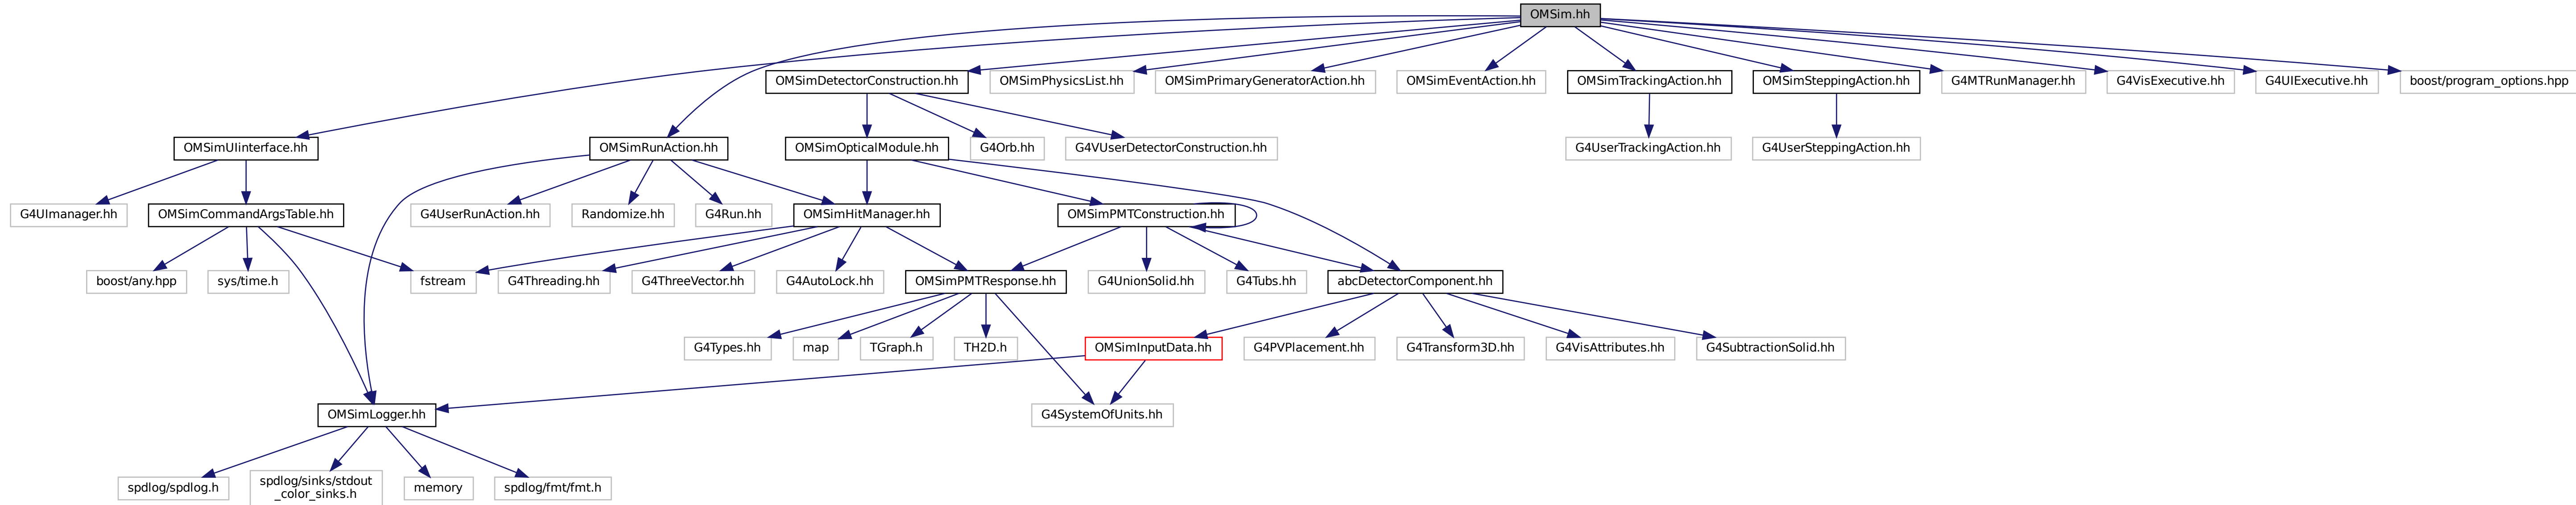 OMSim.hh
OMSimDetectorConstruction.hh
OMSimPhysicsList.hh
OMSimPrimaryGeneratorAction.hh
OMSimEventAction.hh
OMSimTrackingAction.hh
OMSimSteppingAction.hh
G4MTRunManager.hh
G4VisExecutive.hh
G4UIExecutive.hh
boost/program_options.hpp
OMSimUIinterface.hh
OMSimRunAction.hh
OMSimOpticalModule.hh
G4Orb.hh
G4VUserDetectorConstruction.hh
G4UserTrackingAction.hh
G4UserSteppingAction.hh
G4UImanager.hh
OMSimCommandArgsTable.hh
G4UserRunAction.hh
Randomize.hh
G4Run.hh
OMSimHitManager.hh
OMSimPMTConstruction.hh
boost/any.hpp
sys/time.h
fstream
G4Threading.hh
G4ThreeVector.hh
G4AutoLock.hh
OMSimPMTResponse.hh
G4UnionSolid.hh
G4Tubs.hh
abcDetectorComponent.hh
G4Types.hh
map
TGraph.h
TH2D.h
OMSimInputData.hh
G4PVPlacement.hh
G4Transform3D.hh
G4VisAttributes.hh
G4SubtractionSolid.hh
OMSimLogger.hh
G4SystemOfUnits.hh
spdlog/spdlog.h
spdlog/sinks/stdout
_color_sinks.h
memory
spdlog/fmt/fmt.h